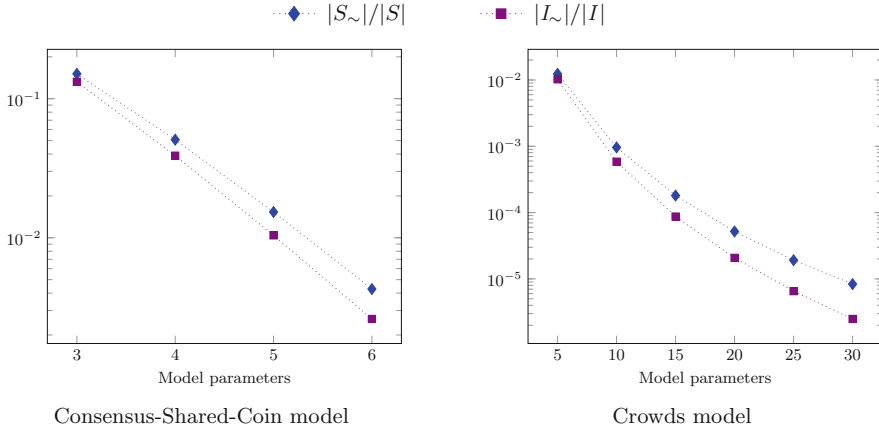 |S∼|/|S| |I∼|/|I|
10⁻¹
10⁻²
3 4 5 6
Model parameters
Consensus-Shared-Coin model
10⁻²
10⁻³
10⁻⁴
10⁻⁵
5 10 15 20 25 30
Model parameters
Crowds model